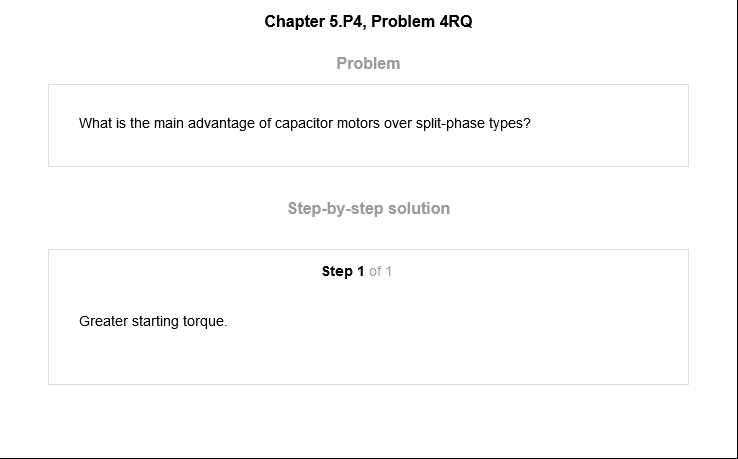 Chapter 5.P4, Problem 4RQ
Problem
What is the main advantage of capacitor motors over split-phase types?
Step-by-step solution
Step 1 of 1
Greater starting torque.